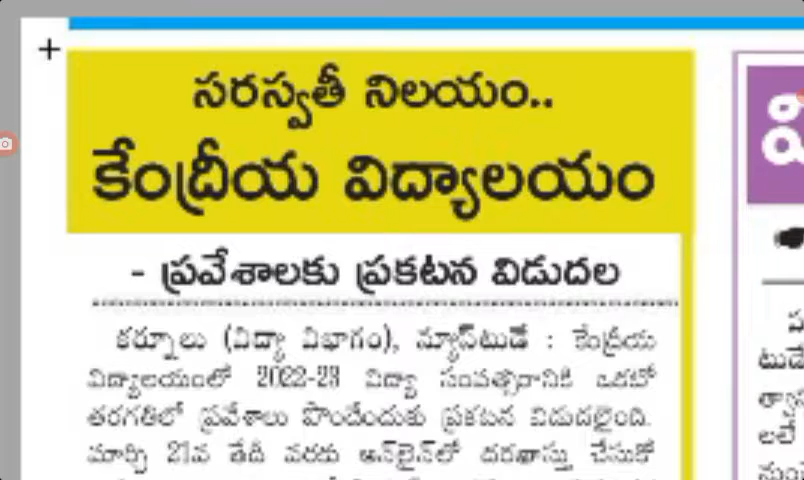 సరస్వతీ నిలయం..
కేంద్రీయ విద్యాలయం
- ప్రవేశాలకు ప్రకటన విడుదల
కర్నూలు (విద్యా విభాగం), న్యూస్‌టుడే : కేంద్రీయ
విద్యాలయంలో 2022-23 విద్యా సంవత్సరానికి ఒకటో
తరగతిలో ప్రవేశాలు పొందేందుకు ప్రకటన విడుదలైంది.
మార్చి 21వ తేదీ వరకు ఆన్‌లైన్‌లో దరఖాస్తు చేసుకో